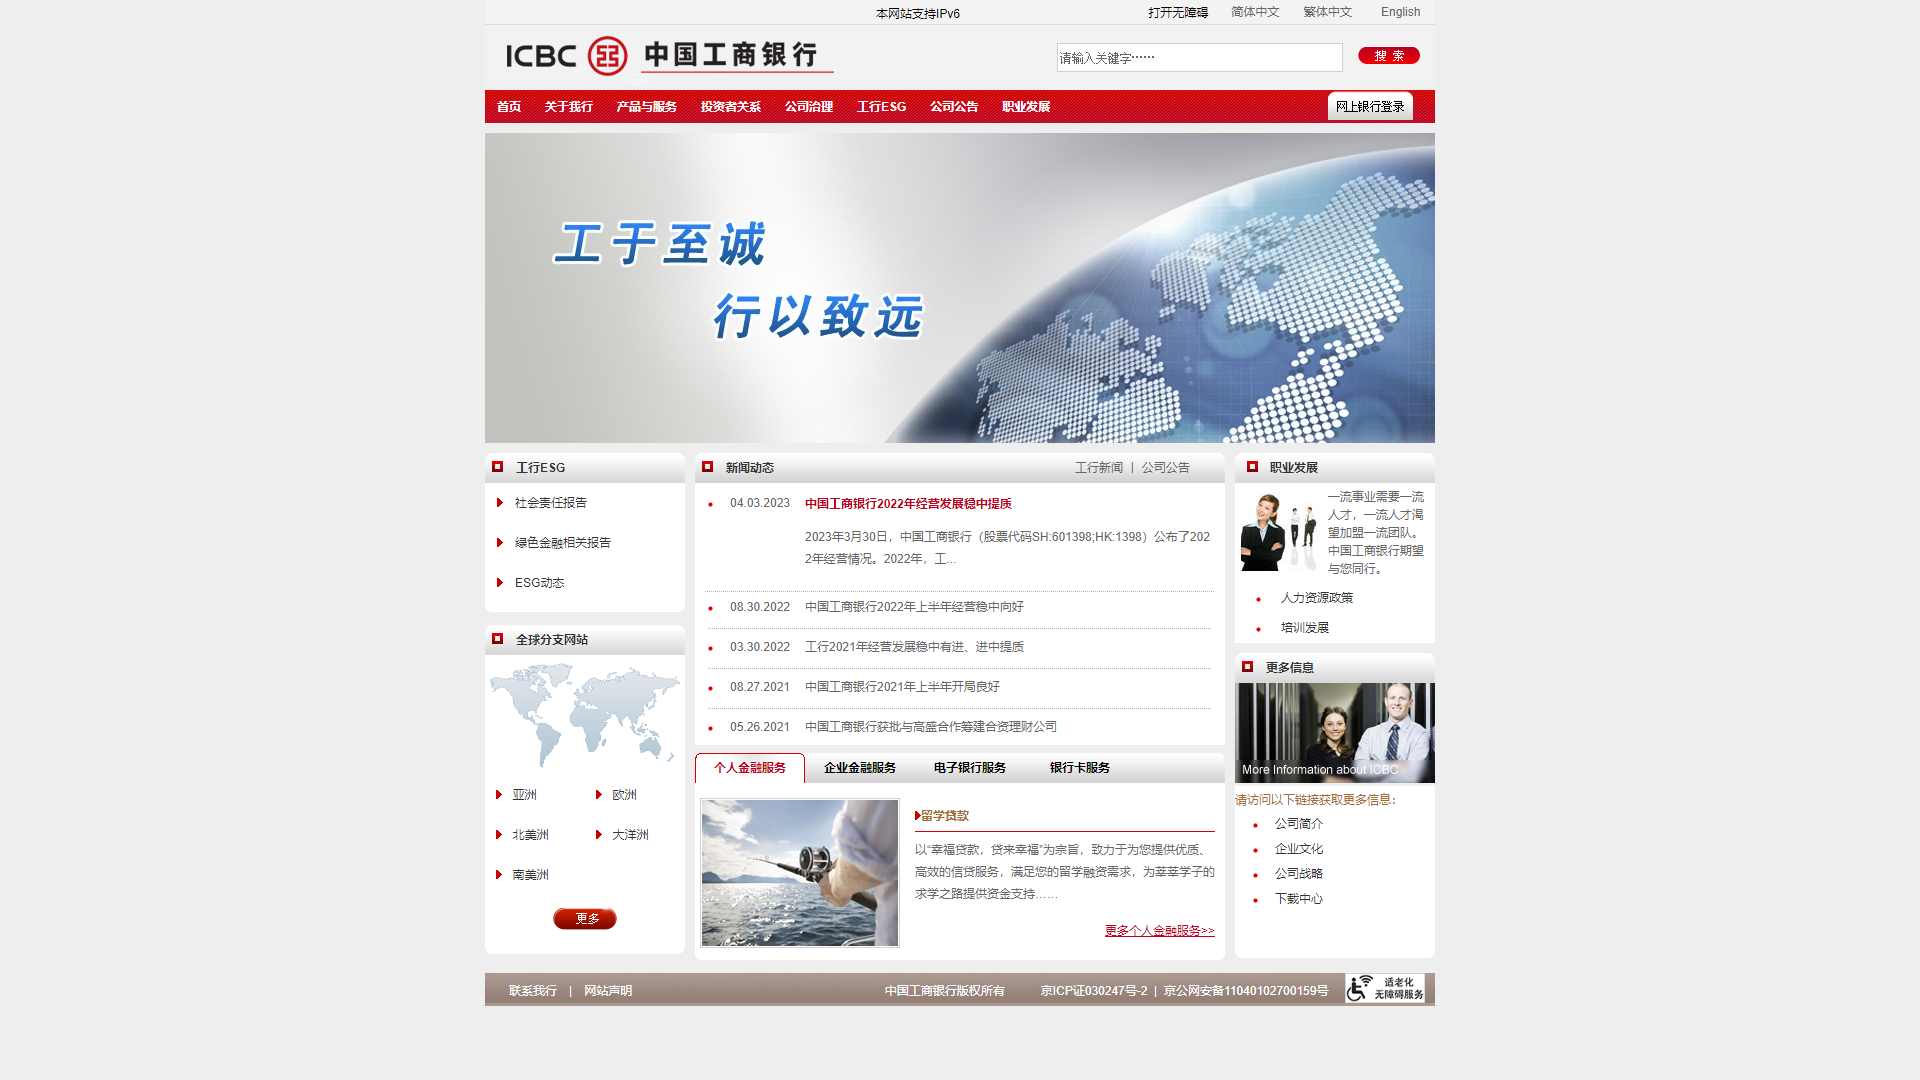 本网站支持IPv6
打开无障碍 简体中文 繁体中文 English
ICBC 中国工商银行
请输入关键字······
搜 索
首页 关于我行 产品与服务 投资者关系 公司治理 工行ESG 公司公告 职业发展 网上银行登录
工于至诚
行以致远
工行ESG
社会责任报告
绿色金融相关报告
ESG动态
全球分支网站
亚洲 欧洲
北美洲 大洋洲
南美洲
更多
新闻动态 工行新闻 | 公司公告
04.03.2023 中国工商银行2022年经营发展稳中提质
2023年3月30日，中国工商银行（股票代码SH:601398;HK:1398）公布了202
2年经营情况。2022年，工...
08.30.2022 中国工商银行2022年上半年经营稳中向好
03.30.2022 工行2021年经营发展稳中有进、进中提质
08.27.2021 中国工商银行2021年上半年开局良好
05.26.2021 中国工商银行获批与高盛合作筹建合资理财公司
个人金融服务 企业金融服务 电子银行服务 银行卡服务
留学贷款
以“幸福贷款，贷来幸福”为宗旨，致力于为您提供优质、
高效的信贷服务，满足您的留学融资需求，为莘莘学子的
求学之路提供资金支持……
更多个人金融服务>>
职业发展
一流事业需要一流
人才，一流人才渴
望加盟一流团队。
中国工商银行期望
与您同行。
人力资源政策
培训发展
更多信息
More Information about ICBC
请访问以下链接获取更多信息：
公司简介
企业文化
公司战略
下载中心
联系我行 | 网站声明 中国工商银行版权所有 京ICP证030247号-2 | 京公网安备11040102700159号
适老化
无障碍服务